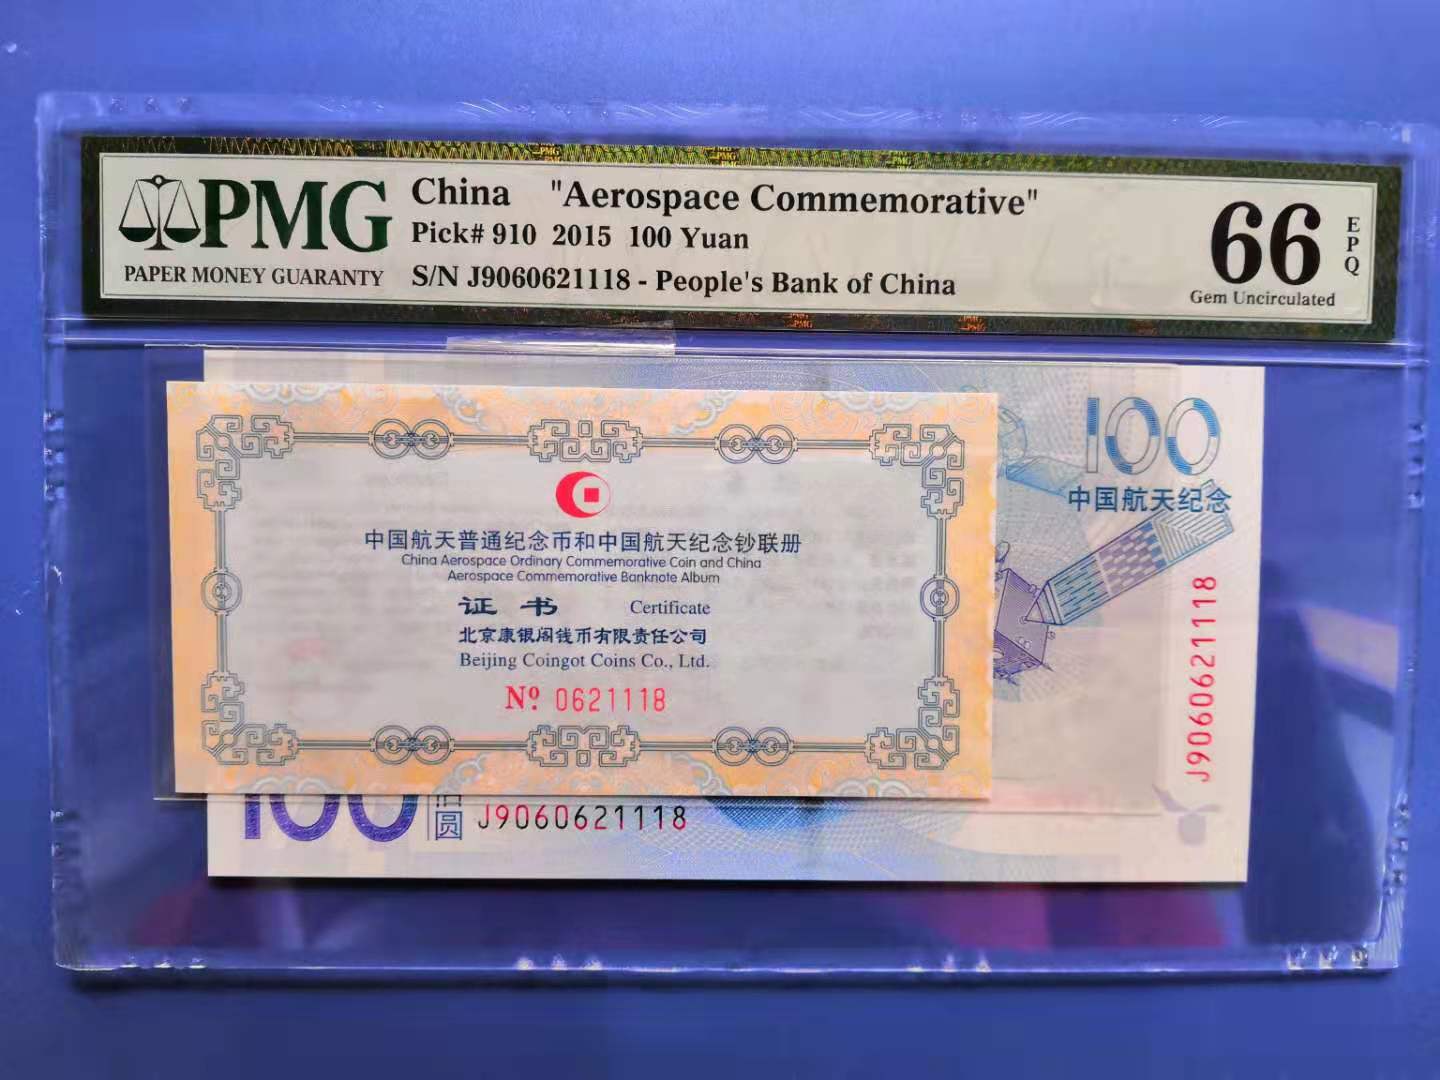 PMG
PAPER MONEY GUARANTY
China "Aerospace Commemorative"
Pick# 910 2015 100 Yuan
S/N J9060621118 - People's Bank of China
66
EPQ
Gem Uncirculated
100
中国航天纪念
J9060621118
中国航天普通纪念币和中国航天纪念钞联册
China Aerospace Ordinary Commemorative Coin and China
Aerospace Commemorative Banknote Album
证书 Certificate
北京康银阁钱币有限责任公司
Beijing Coingot Coins Co., Ltd.
Nº 0621118
100 圆 J9060621118